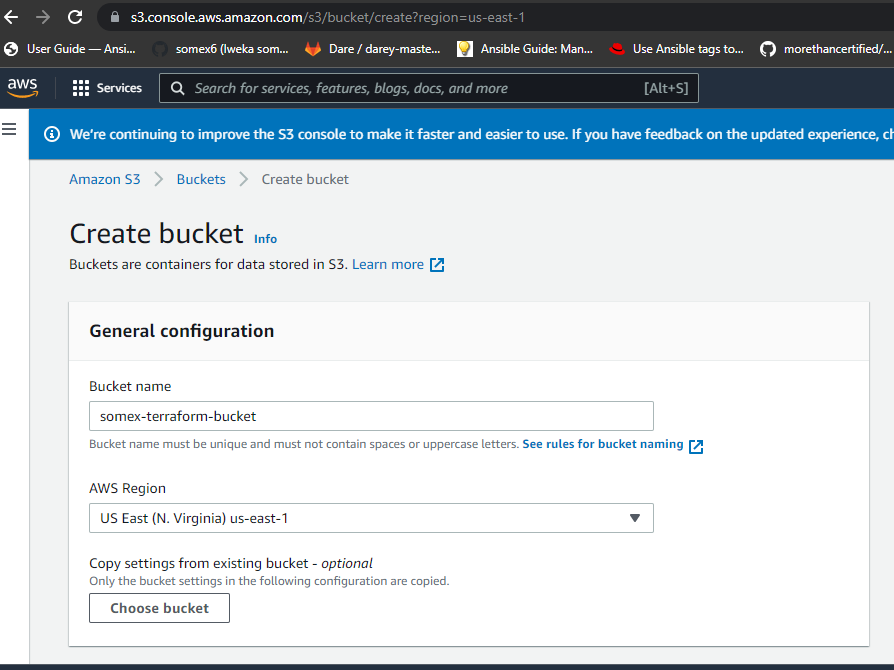 s3.console.aws.amazon.com/s3/bucket/create?region=us-east-1
User Guide — Ansi... somex6 (Iweka som... Dare / darey-maste... Ansible Guide: Man... Use Ansible tags to... morethancertified/...
aws Services Search for services, features, blogs, docs, and more [Alt+S]
We're continuing to improve the S3 console to make it faster and easier to use. If you have feedback on the updated experience, ch
Amazon S3 > Buckets > Create bucket
Create bucket Info
Buckets are containers for data stored in S3. Learn more
General configuration
Bucket name
somex-terraform-bucket
Bucket name must be unique and must not contain spaces or uppercase letters. See rules for bucket naming
AWS Region
US East (N. Virginia) us-east-1
Copy settings from existing bucket - optional
Only the bucket settings in the following configuration are copied.
Choose bucket